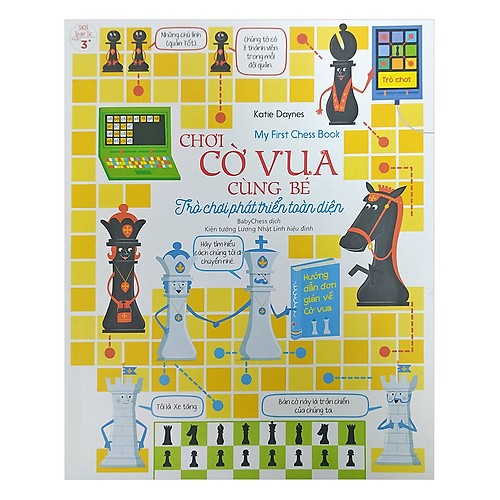 3+
Những chú lính
(quân Tốt)
Chúng tớ có
8 thành viên
trong mỗi
đội quân.
Trò chơi
Katie Daynes
My First Chess Book
CHƠI
CỜ VUA
CÙNG BÉ
Trò chơi phát triển toàn diện
BabyChess dịch
Kiện tướng Lương Nhật Linh hiệu đính
Hãy tìm hiểu
cách chúng tôi di
chuyển nhé.
Hướng
dẫn đơn
giản về
cờ vua
Tôi là Xe tăng.
Bàn cờ này là trận chiến
của chúng ta.